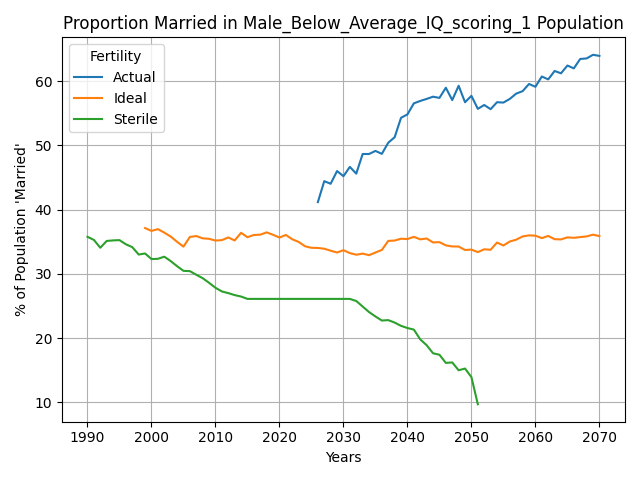 Proportion Married in Male_Below_Average_IQ_scoring_1 Population
Fertility
Actual
Ideal
Sterile
% of Population 'Married'
60
50
40
30
20
10
1990 2000 2010 2020 2030 2040 2050 2060 2070
Years